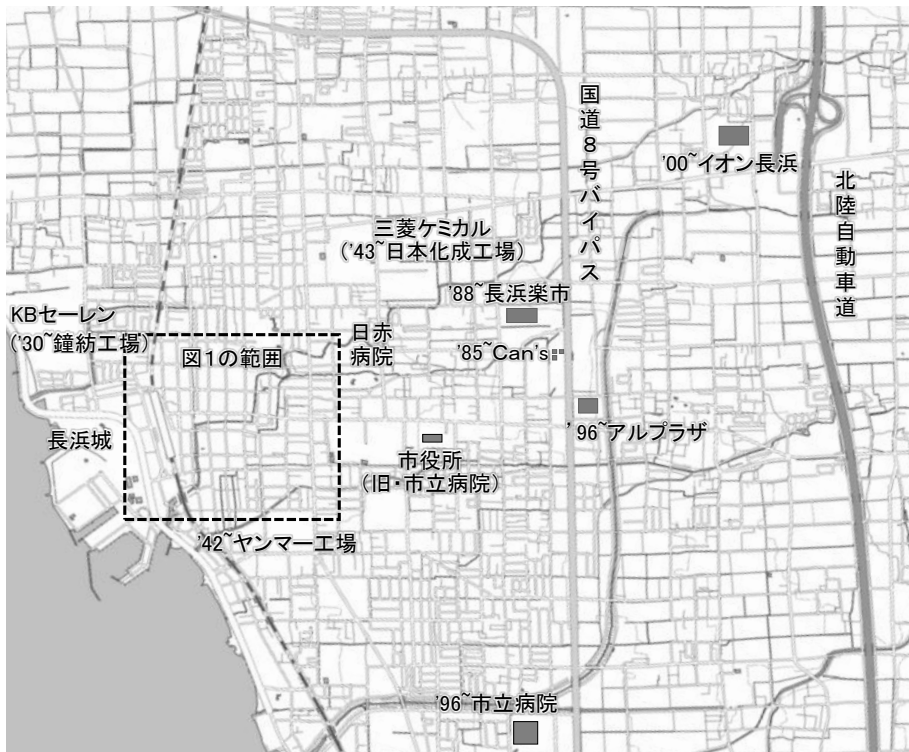 国道８号バイパス
'00~イオン長浜
北陸自動車道
三菱ケミカル
('43~日本化成工場)
'88~長浜楽市
KBセーレン
('30~鐘紡工場)
日赤
病院
図１の範囲
'85~Can's
'96~アルプラザ
長浜城
市役所
(旧・市立病院)
'42~ヤンマー工場
'96~市立病院